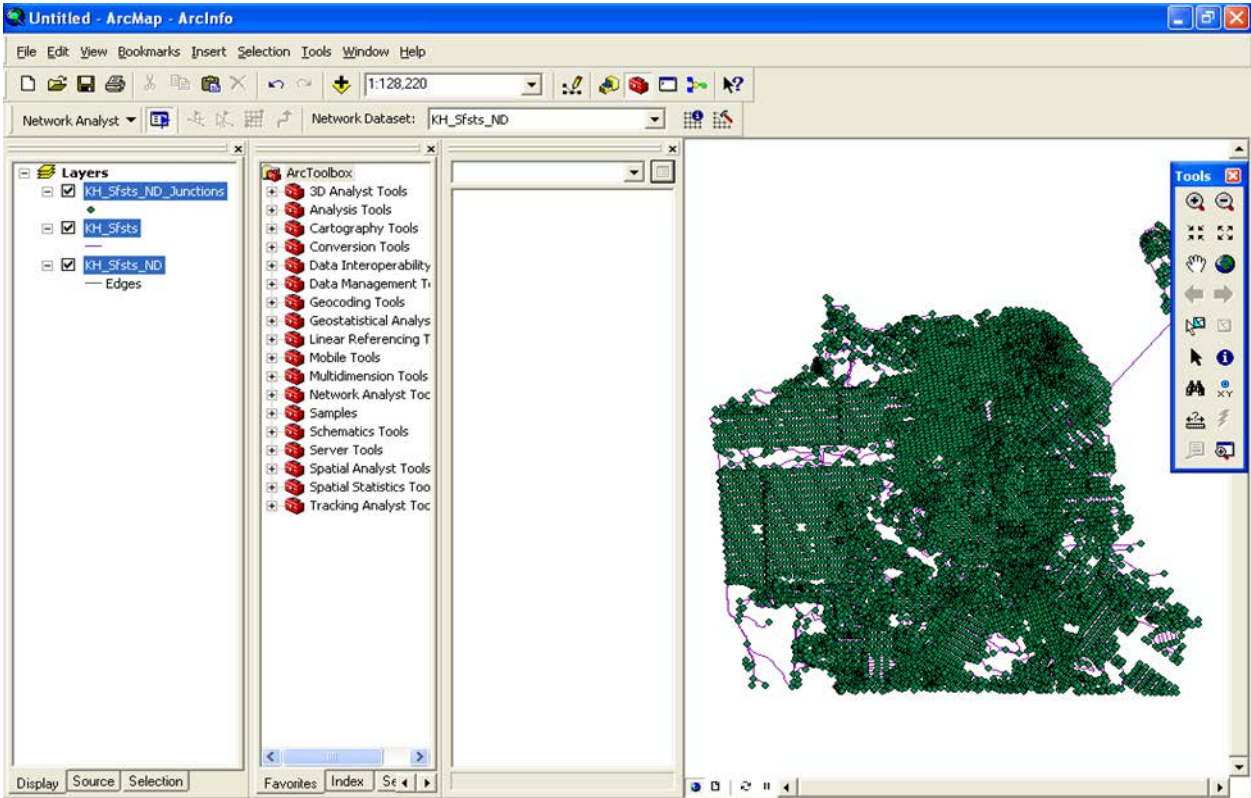 Untitled - ArcMap - ArcInfo
File Edit View Bookmarks Insert Selection Tools Window Help
1:128,220
Network Analyst Network Dataset: KH_Sfsts_ND
Layers
KH_Sfsts_ND_Junctions
KH_Sfsts
KH_Sfsts_ND
Edges
Display Source Selection
ArcToolbox
3D Analyst Tools
Analysis Tools
Cartography Tools
Conversion Tools
Data Interoperability
Data Management T
Geocoding Tools
Geostatistical Analys
Linear Referencing T
Mobile Tools
Multidimension Tools
Network Analyst Toc
Samples
Schematics Tools
Server Tools
Spatial Analyst Tools
Spatial Statistics Too
Tracking Analyst Toc
Favorites Index Se
Tools
XY